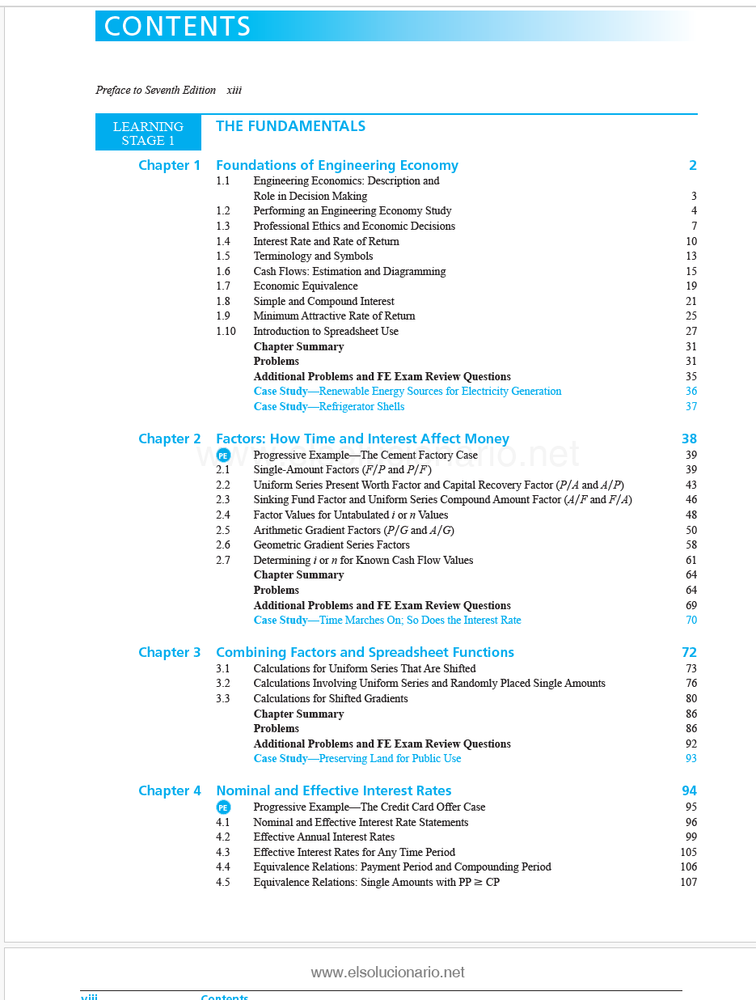 CONTENTS
Preface to Seventh Edition xiii
LEARNING STAGE 1 THE FUNDAMENTALS
Chapter 1 Foundations of Engineering Economy 2
1.1 Engineering Economics: Description and
Role in Decision Making 3
1.2 Performing an Engineering Economy Study 4
1.3 Professional Ethics and Economic Decisions 7
1.4 Interest Rate and Rate of Return 10
1.5 Terminology and Symbols 13
1.6 Cash Flows: Estimation and Diagramming 15
1.7 Economic Equivalence 19
1.8 Simple and Compound Interest 21
1.9 Minimum Attractive Rate of Return 25
1.10 Introduction to Spreadsheet Use 27
Chapter Summary 31
Problems 31
Additional Problems and FE Exam Review Questions 35
Case Study—Renewable Energy Sources for Electricity Generation 36
Case Study—Refrigerator Shells 37
Chapter 2 Factors: How Time and Interest Affect Money 38
www.elsolucionario.net
PE Progressive Example—The Cement Factory Case 39
2.1 Single-Amount Factors (F/P and P/F) 39
2.2 Uniform Series Present Worth Factor and Capital Recovery Factor (P/A and A/P) 43
2.3 Sinking Fund Factor and Uniform Series Compound Amount Factor (A/F and F/A) 46
2.4 Factor Values for Untabulated i or n Values 48
2.5 Arithmetic Gradient Factors (P/G and A/G) 50
2.6 Geometric Gradient Series Factors 58
2.7 Determining i or n for Known Cash Flow Values 61
Chapter Summary 64
Problems 64
Additional Problems and FE Exam Review Questions 69
Case Study—Time Marches On; So Does the Interest Rate 70
Chapter 3 Combining Factors and Spreadsheet Functions 72
3.1 Calculations for Uniform Series That Are Shifted 73
3.2 Calculations Involving Uniform Series and Randomly Placed Single Amounts 76
3.3 Calculations for Shifted Gradients 80
Chapter Summary 86
Problems 86
Additional Problems and FE Exam Review Questions 92
Case Study—Preserving Land for Public Use 93
Chapter 4 Nominal and Effective Interest Rates 94
PE Progressive Example—The Credit Card Offer Case 95
4.1 Nominal and Effective Interest Rate Statements 96
4.2 Effective Annual Interest Rates 99
4.3 Effective Interest Rates for Any Time Period 105
4.4 Equivalence Relations: Payment Period and Compounding Period 106
4.5 Equivalence Relations: Single Amounts with PP ≥ CP 107
www.elsolucionario.net
viii Contents